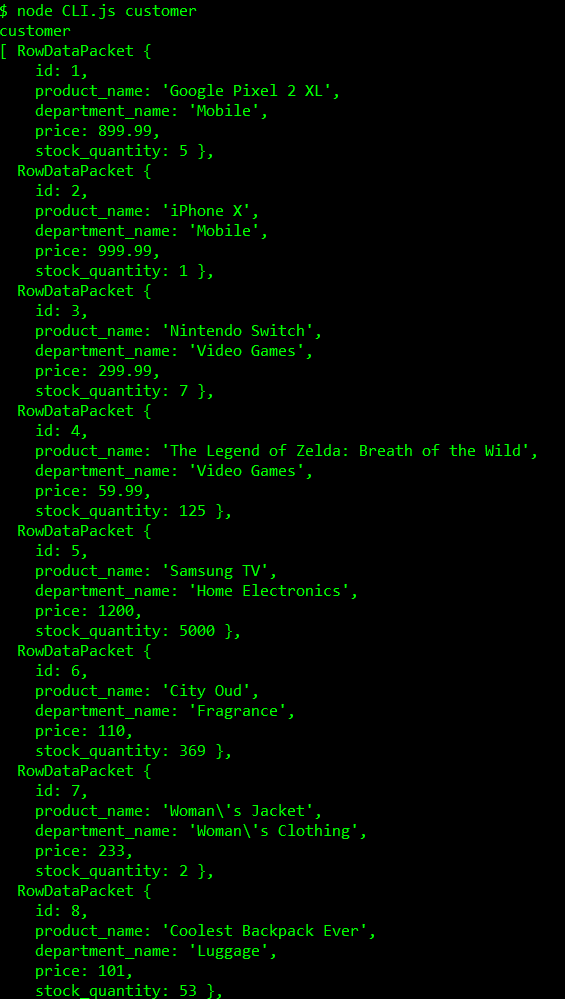 $ node CLI.js customer
customer
[ RowDataPacket {
    id: 1,
    product_name: 'Google Pixel 2 XL',
    department_name: 'Mobile',
    price: 899.99,
    stock_quantity: 5 },
  RowDataPacket {
    id: 2,
    product_name: 'iPhone X',
    department_name: 'Mobile',
    price: 999.99,
    stock_quantity: 1 },
  RowDataPacket {
    id: 3,
    product_name: 'Nintendo Switch',
    department_name: 'Video Games',
    price: 299.99,
    stock_quantity: 7 },
  RowDataPacket {
    id: 4,
    product_name: 'The Legend of Zelda: Breath of the Wild',
    department_name: 'Video Games',
    price: 59.99,
    stock_quantity: 125 },
  RowDataPacket {
    id: 5,
    product_name: 'Samsung TV',
    department_name: 'Home Electronics',
    price: 1200,
    stock_quantity: 5000 },
  RowDataPacket {
    id: 6,
    product_name: 'City Oud',
    department_name: 'Fragrance',
    price: 110,
    stock_quantity: 369 },
  RowDataPacket {
    id: 7,
    product_name: 'Woman\'s Jacket',
    department_name: 'Woman\'s Clothing',
    price: 233,
    stock_quantity: 2 },
  RowDataPacket {
    id: 8,
    product_name: 'Coolest Backpack Ever',
    department_name: 'Luggage',
    price: 101,
    stock_quantity: 53 },